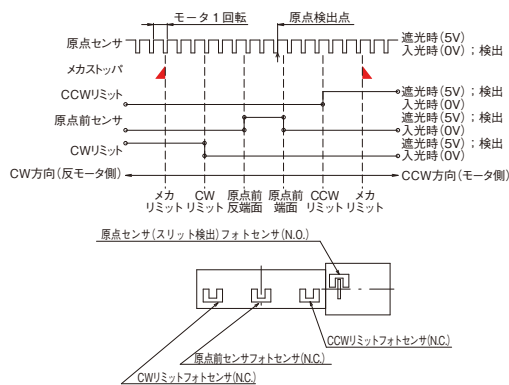 モータ1回転
原点検出点
原点センサ
遮光時(5V)
入光時(0V);検出
メカストッパ
CCWリミット
遮光時(5V);検出
入光時(0V)
原点前センサ
遮光時(5V);検出
入光時(0V)
CWリミット
遮光時(5V);検出
入光時(0V)
CW方向(反モータ側)
CCW方向(モータ側)
メカ
リミット
CW
リミット
原点前
反端面
原点前
端面
CCW
リミット
メカ
リミット
原点センサ(スリット検出)フォトセンサ(N.O.)
CCWリミットフォトセンサ(N.C.)
原点前センサフォトセンサ(N.C.)
CWリミットフォトセンサ(N.C.)